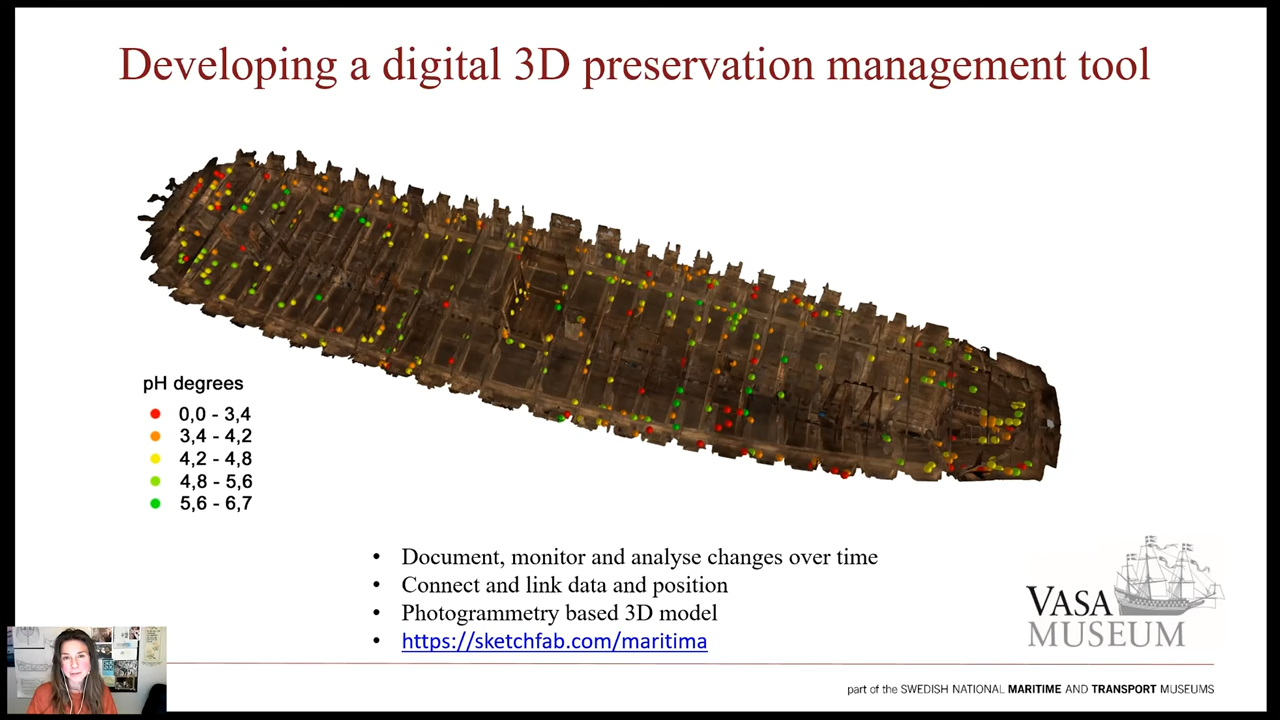 Developing a digital 3D preservation management tool
pH degrees
0,0 - 3,4
3,4 - 4,2
4,2 - 4,8
4,8 - 5,6
5,6 - 6,7
• Document, monitor and analyse changes over time
• Connect and link data and position
• Photogrammetry based 3D model
• https://sketchfab.com/maritima
VASA
MUSEUM
part of the SWEDISH NATIONAL MARITIME AND TRANSPORT MUSEUMS